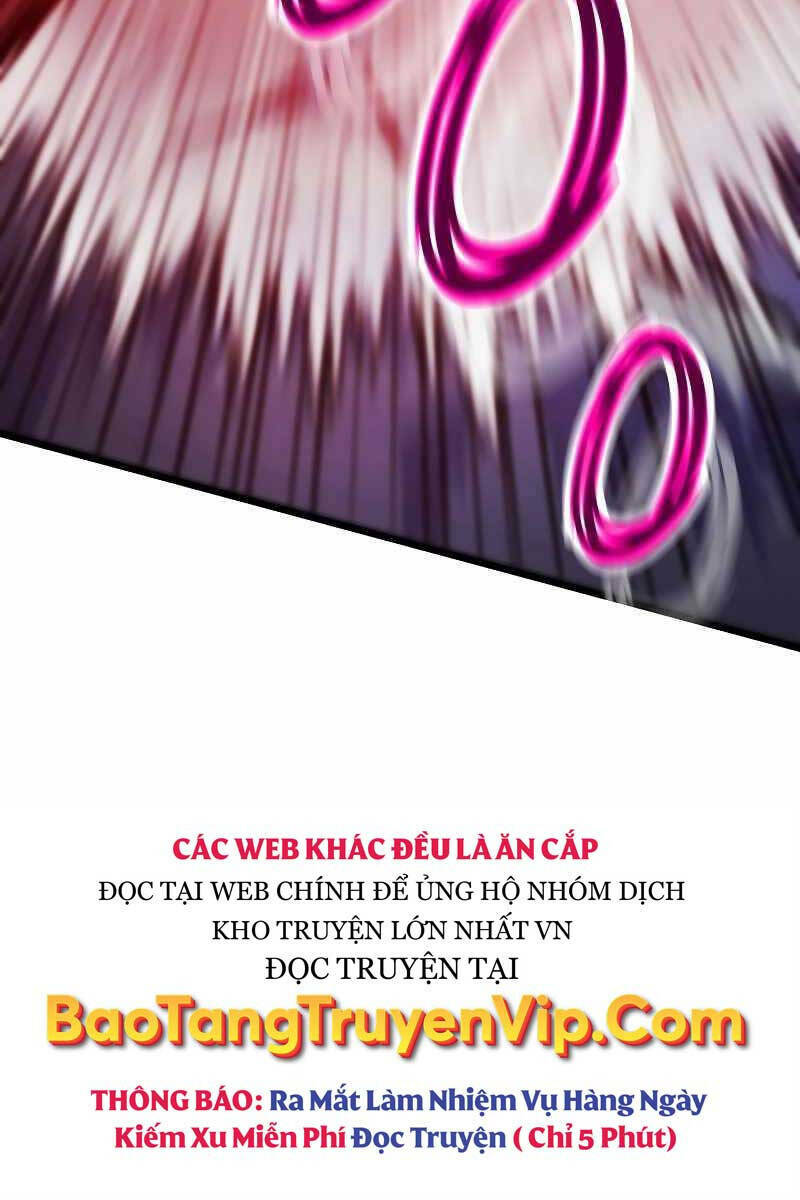 CÁC WEB KHÁC ĐỀU LÀ ĂN CẮP
ĐỌC TẠI WEB CHÍNH ĐỂ ỦNG HỘ NHÓM DỊCH
KHO TRUYỆN LỚN NHẤT VN
ĐỌC TRUYỆN TẠI
BaoTangTruyenVip.Com
THÔNG BÁO: Ra Mắt Làm Nhiệm Vụ Hàng Ngày
Kiếm Xu Miễn Phí Đọc Truyện ( Chỉ 5 Phút)